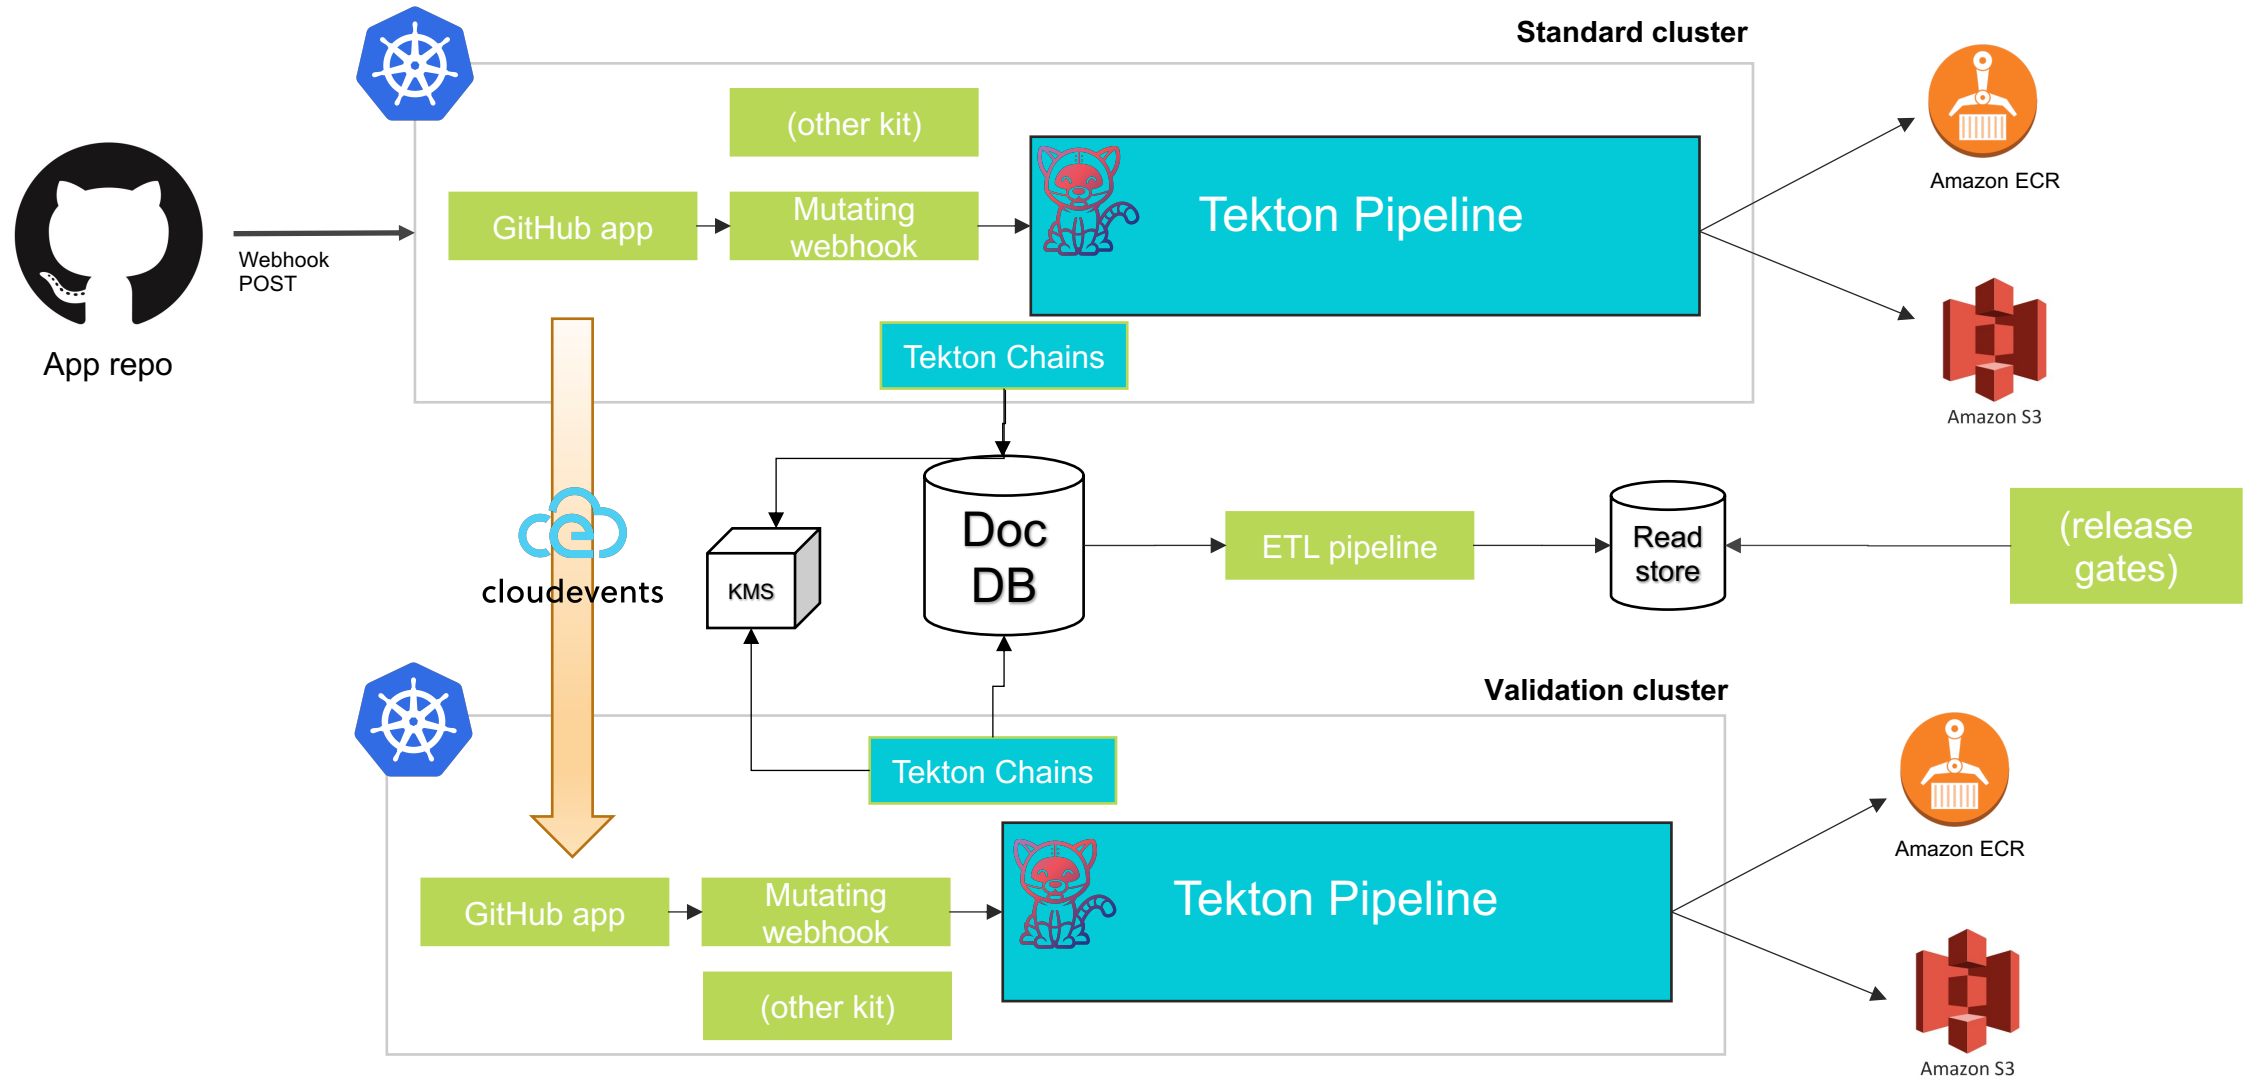 Standard cluster
(other kit)
Amazon ECR
GitHub app
Mutating
webhook
Tekton Pipeline
Webhook
POST
App repo
Tekton Chains
Amazon S3
cloudevents
KMS
Doc
DB
ETL pipeline
Read
store
(release
gates)
Validation cluster
Tekton Chains
Amazon ECR
GitHub app
Mutating
webhook
Tekton Pipeline
(other kit)
Amazon S3